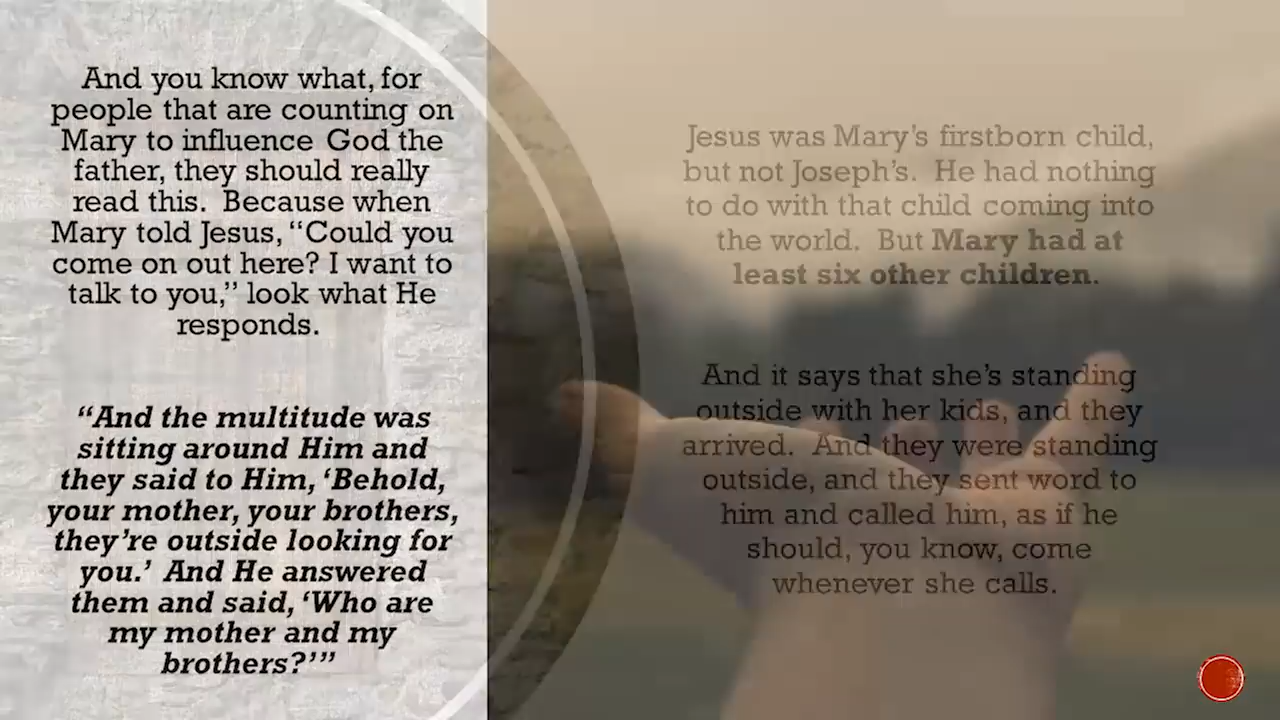 And you know what, for
people that are counting on
Mary to influence God the
father, they should really
read this. Because when
Mary told Jesus, “Could you
come on out here? I want to
talk to you,” look what He
responds.
“And the multitude was
sitting around Him and
they said to Him, ‘Behold,
your mother, your brothers,
they’re outside looking for
you.’ And He answered
them and said, ‘Who are
my mother and my
brothers?’”
Jesus was Mary’s firstborn child,
but not Joseph’s. He had nothing
to do with that child coming into
the world. But Mary had at
least six other children.
And it says that she’s standing
outside with her kids, and they
arrived. And they were standing
outside, and they sent word to
him and called him, as if he
should, you know, come
whenever she calls.